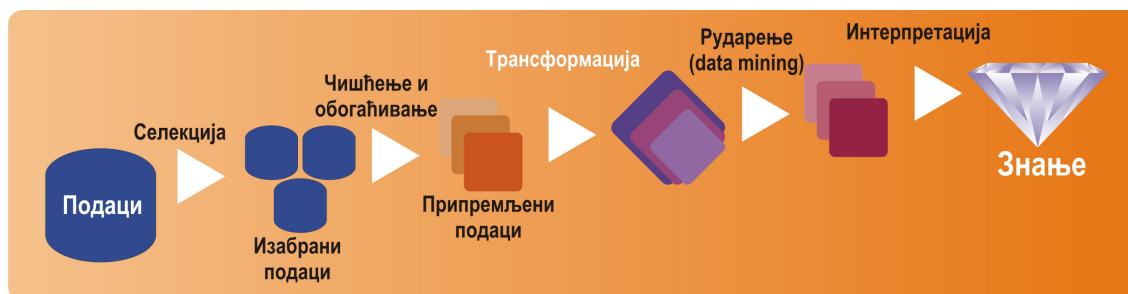 Подаци
Селекција
Изабрани
подаци
Чишћење и
обогаћивање
Припремљени
подаци
Трансформација
Рударење
(data mining)
Интерпретација
Знање